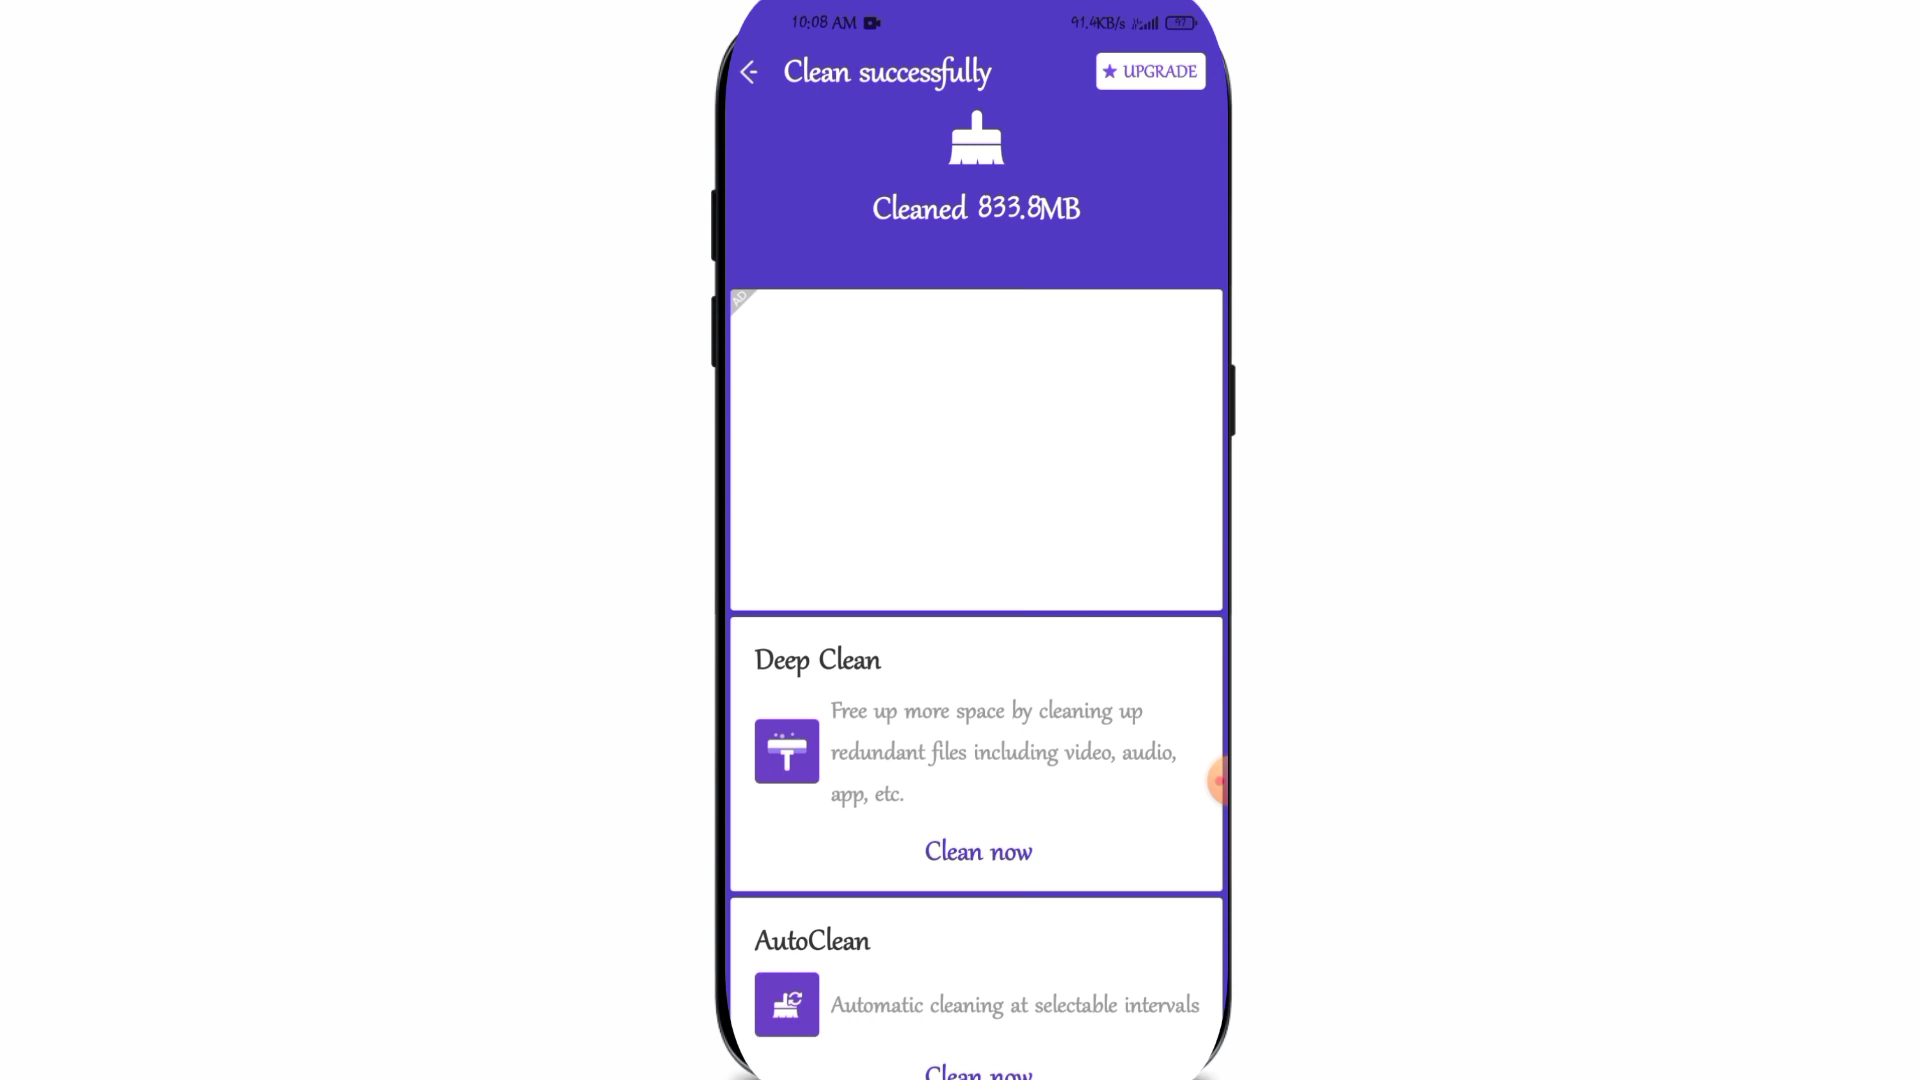 10:08 AM
91.4KB/s
97
Clean successfully
★ UPGRADE
Cleaned 833.8MB
AD
Deep Clean
Free up more space by cleaning up
redundant files including video, audio,
app, etc.
Clean now
AutoClean
Automatic cleaning at selectable intervals
Clean now